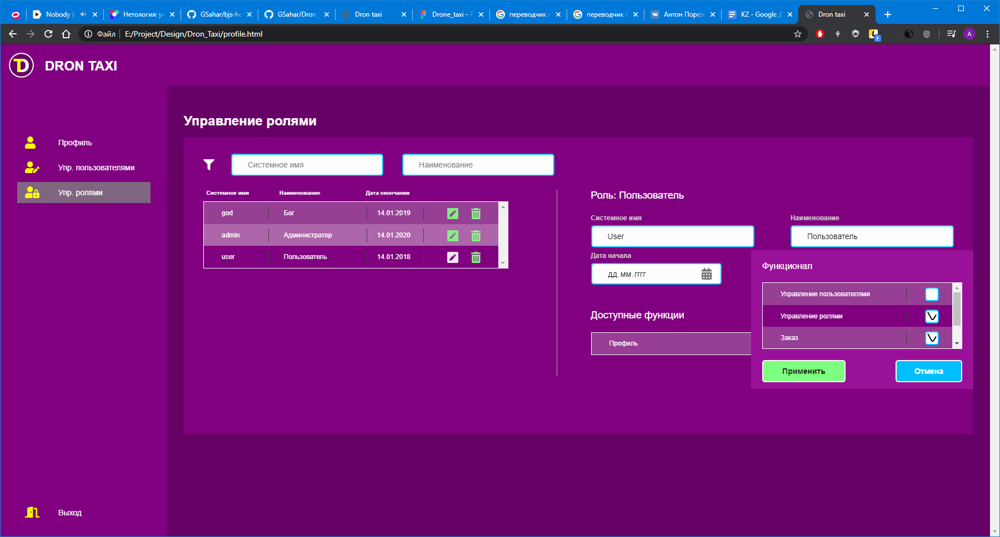 Nobody (
Нетология: ун
GSahar/bjs-ho
GSahar/Dron_
Dron taxi
Drone_taxi – F
переводчик г
переводчик г
Антон Порозо
KZ - Google Д
Dron taxi
Файл
E:/Project/Design/Dron_Taxi/profile.html
A
TD
DRON TAXI
Профиль
Упр. пользователями
Упр. ролями
Выход
Управление ролями
Системное имя
Наименование
Системное имя
Наименование
Дата окончания
god
Бог
14.01.2019
admin
Администратор
14.01.2020
user
Пользователь
14.01.2018
Роль: Пользователь
Системное имя
Наименование
User
Пользователь
Дата начала
дд.мм.гггг
Доступные функции
Профиль
Функционал
Управление пользователями
Управление ролями
Заказ
Применить
Отмена